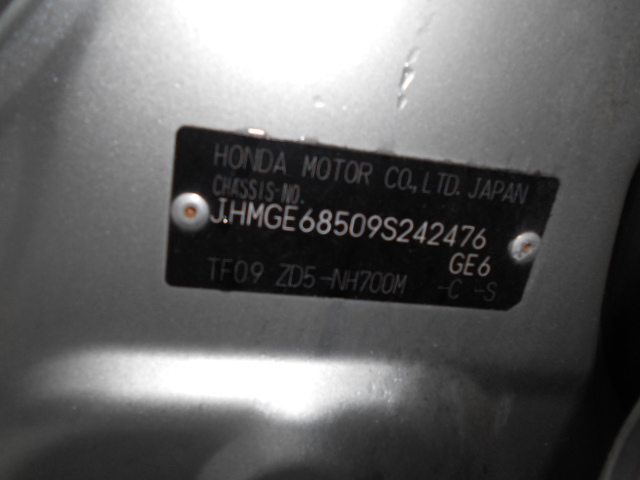 HONDA MOTOR CO., LTD. JAPAN
CHASSIS-NO.
JHMGE68509S242476
GE6
TF09 ZD5-NH700M -C -S